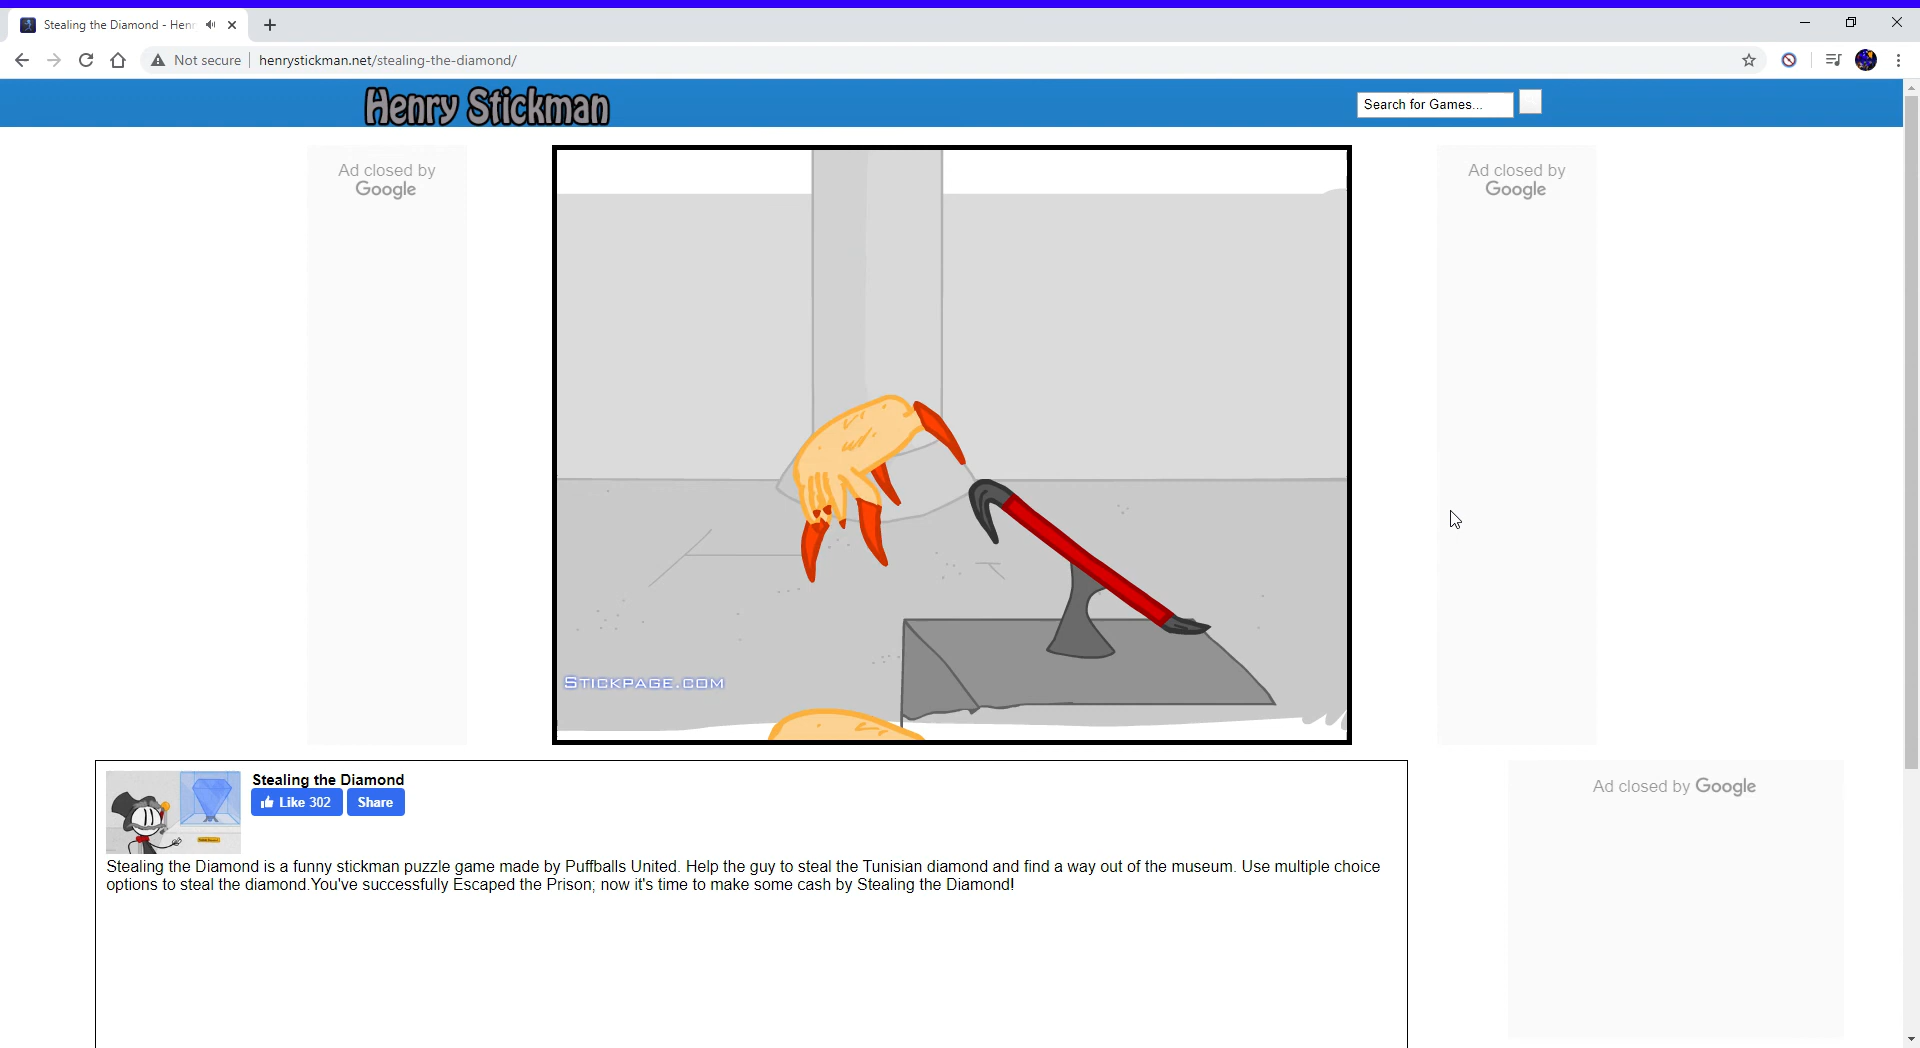 Stealing the Diamond - Hen
Not secure
henrystickman.net/stealing-the-diamond/
Henry Stickman
Search for Games...
Ad closed by
Google
Ad closed by
Google
STICKPAGE.COM
Stealing the Diamond
Like 302
Share
Stealing the Diamond is a funny stickman puzzle game made by Puffballs United. Help the guy to steal the Tunisian diamond and find a way out of the museum. Use multiple choice
options to steal the diamond.You've successfully Escaped the Prison; now it's time to make some cash by Stealing the Diamond!
Ad closed by Google